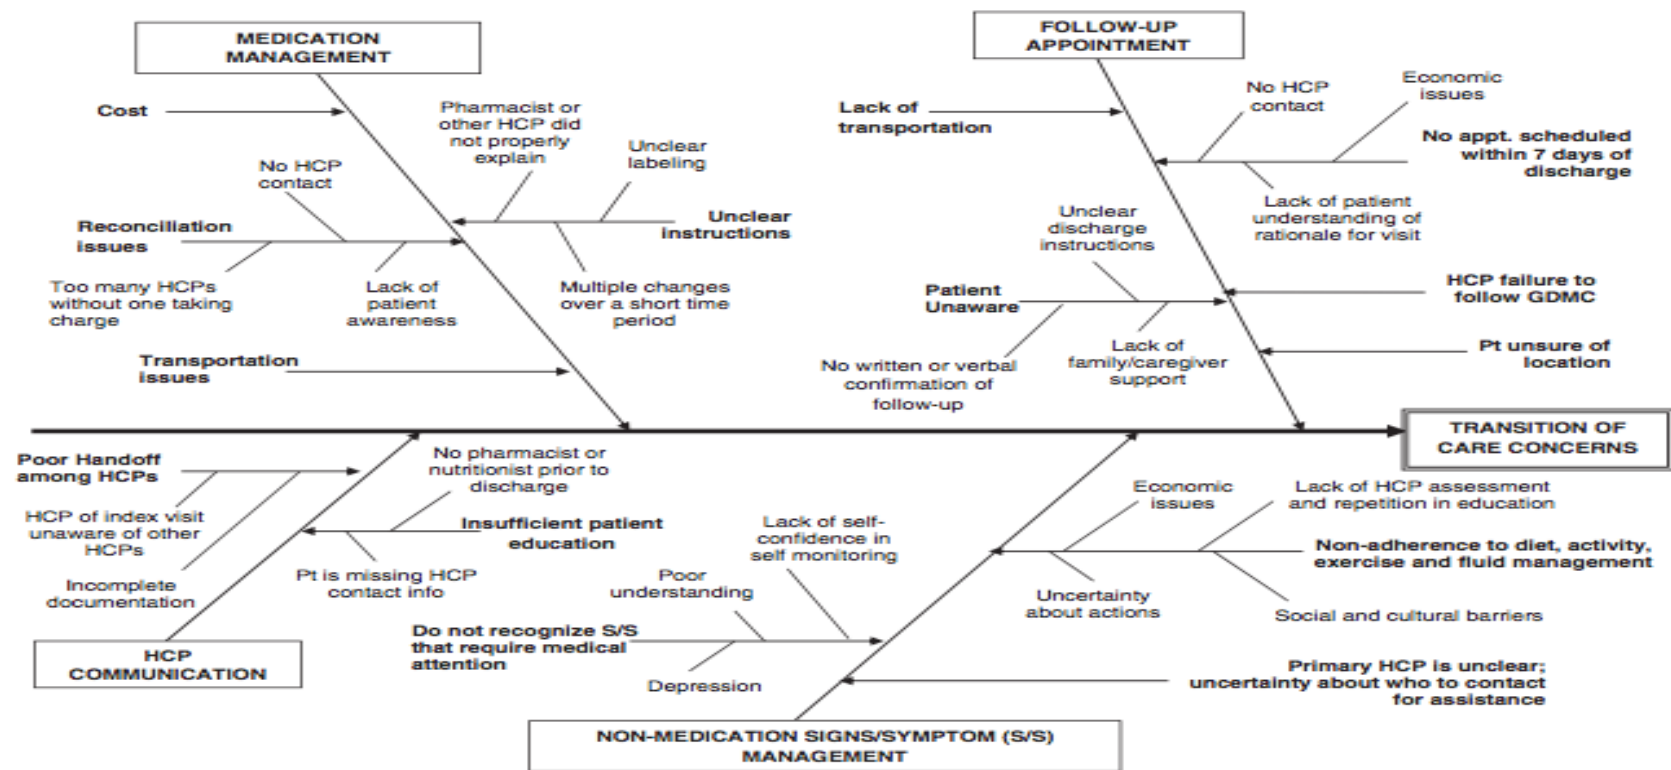 MEDICATION
MANAGEMENT
FOLLOW-UP
APPOINTMENT
Cost
Pharmacist or
other HCP did
not properly
explain
Unclear
labeling
No HCP
contact
Reconciliation
issues
Unclear
instructions
Too many HCPs
without one taking
charge
Lack of
patient
awareness
Multiple changes
over a short time
period
Transportation
issues
Lack of
transportation
No HCP
contact
Economic
issues
No appt. scheduled
within 7 days of
discharge
Lack of patient
understanding of
rationale for visit
Unclear
discharge
instructions
Patient
Unaware
HCP failure to
follow GDMC
No written or verbal
confirmation of
follow-up
Lack of
family/caregiver
support
Pt unsure of
location
TRANSITION OF
CARE CONCERNS
Poor Handoff
among HCPs
No pharmacist or
nutritionist prior to
discharge
HCP of index visit
unaware of other
HCPs
Insufficient patient
education
Incomplete
documentation
Pt is missing HCP
contact info
HCP
COMMUNICATION
Lack of self-
confidence in
self monitoring
Poor
understanding
Do not recognize S/S
that require medical
attention
Depression
Economic
issues
Lack of HCP assessment
and repetition in education
Non-adherence to diet, activity,
exercise and fluid management
Uncertainty
about actions
Social and cultural barriers
Primary HCP is unclear;
uncertainty about who to contact
for assistance
NON-MEDICATION SIGNS/SYMPTOM (S/S)
MANAGEMENT